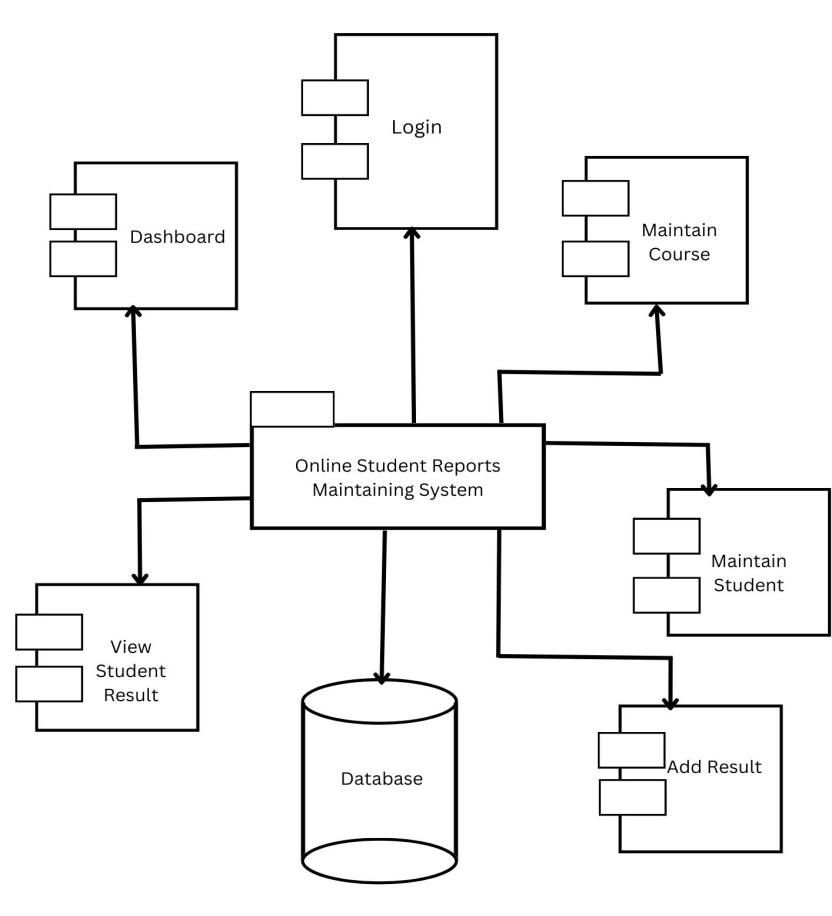 Login
Dashboard
Maintain
Course
Online Student Reports
Maintaining System
Maintain
Student
View
Student
Result
Database
Add Result